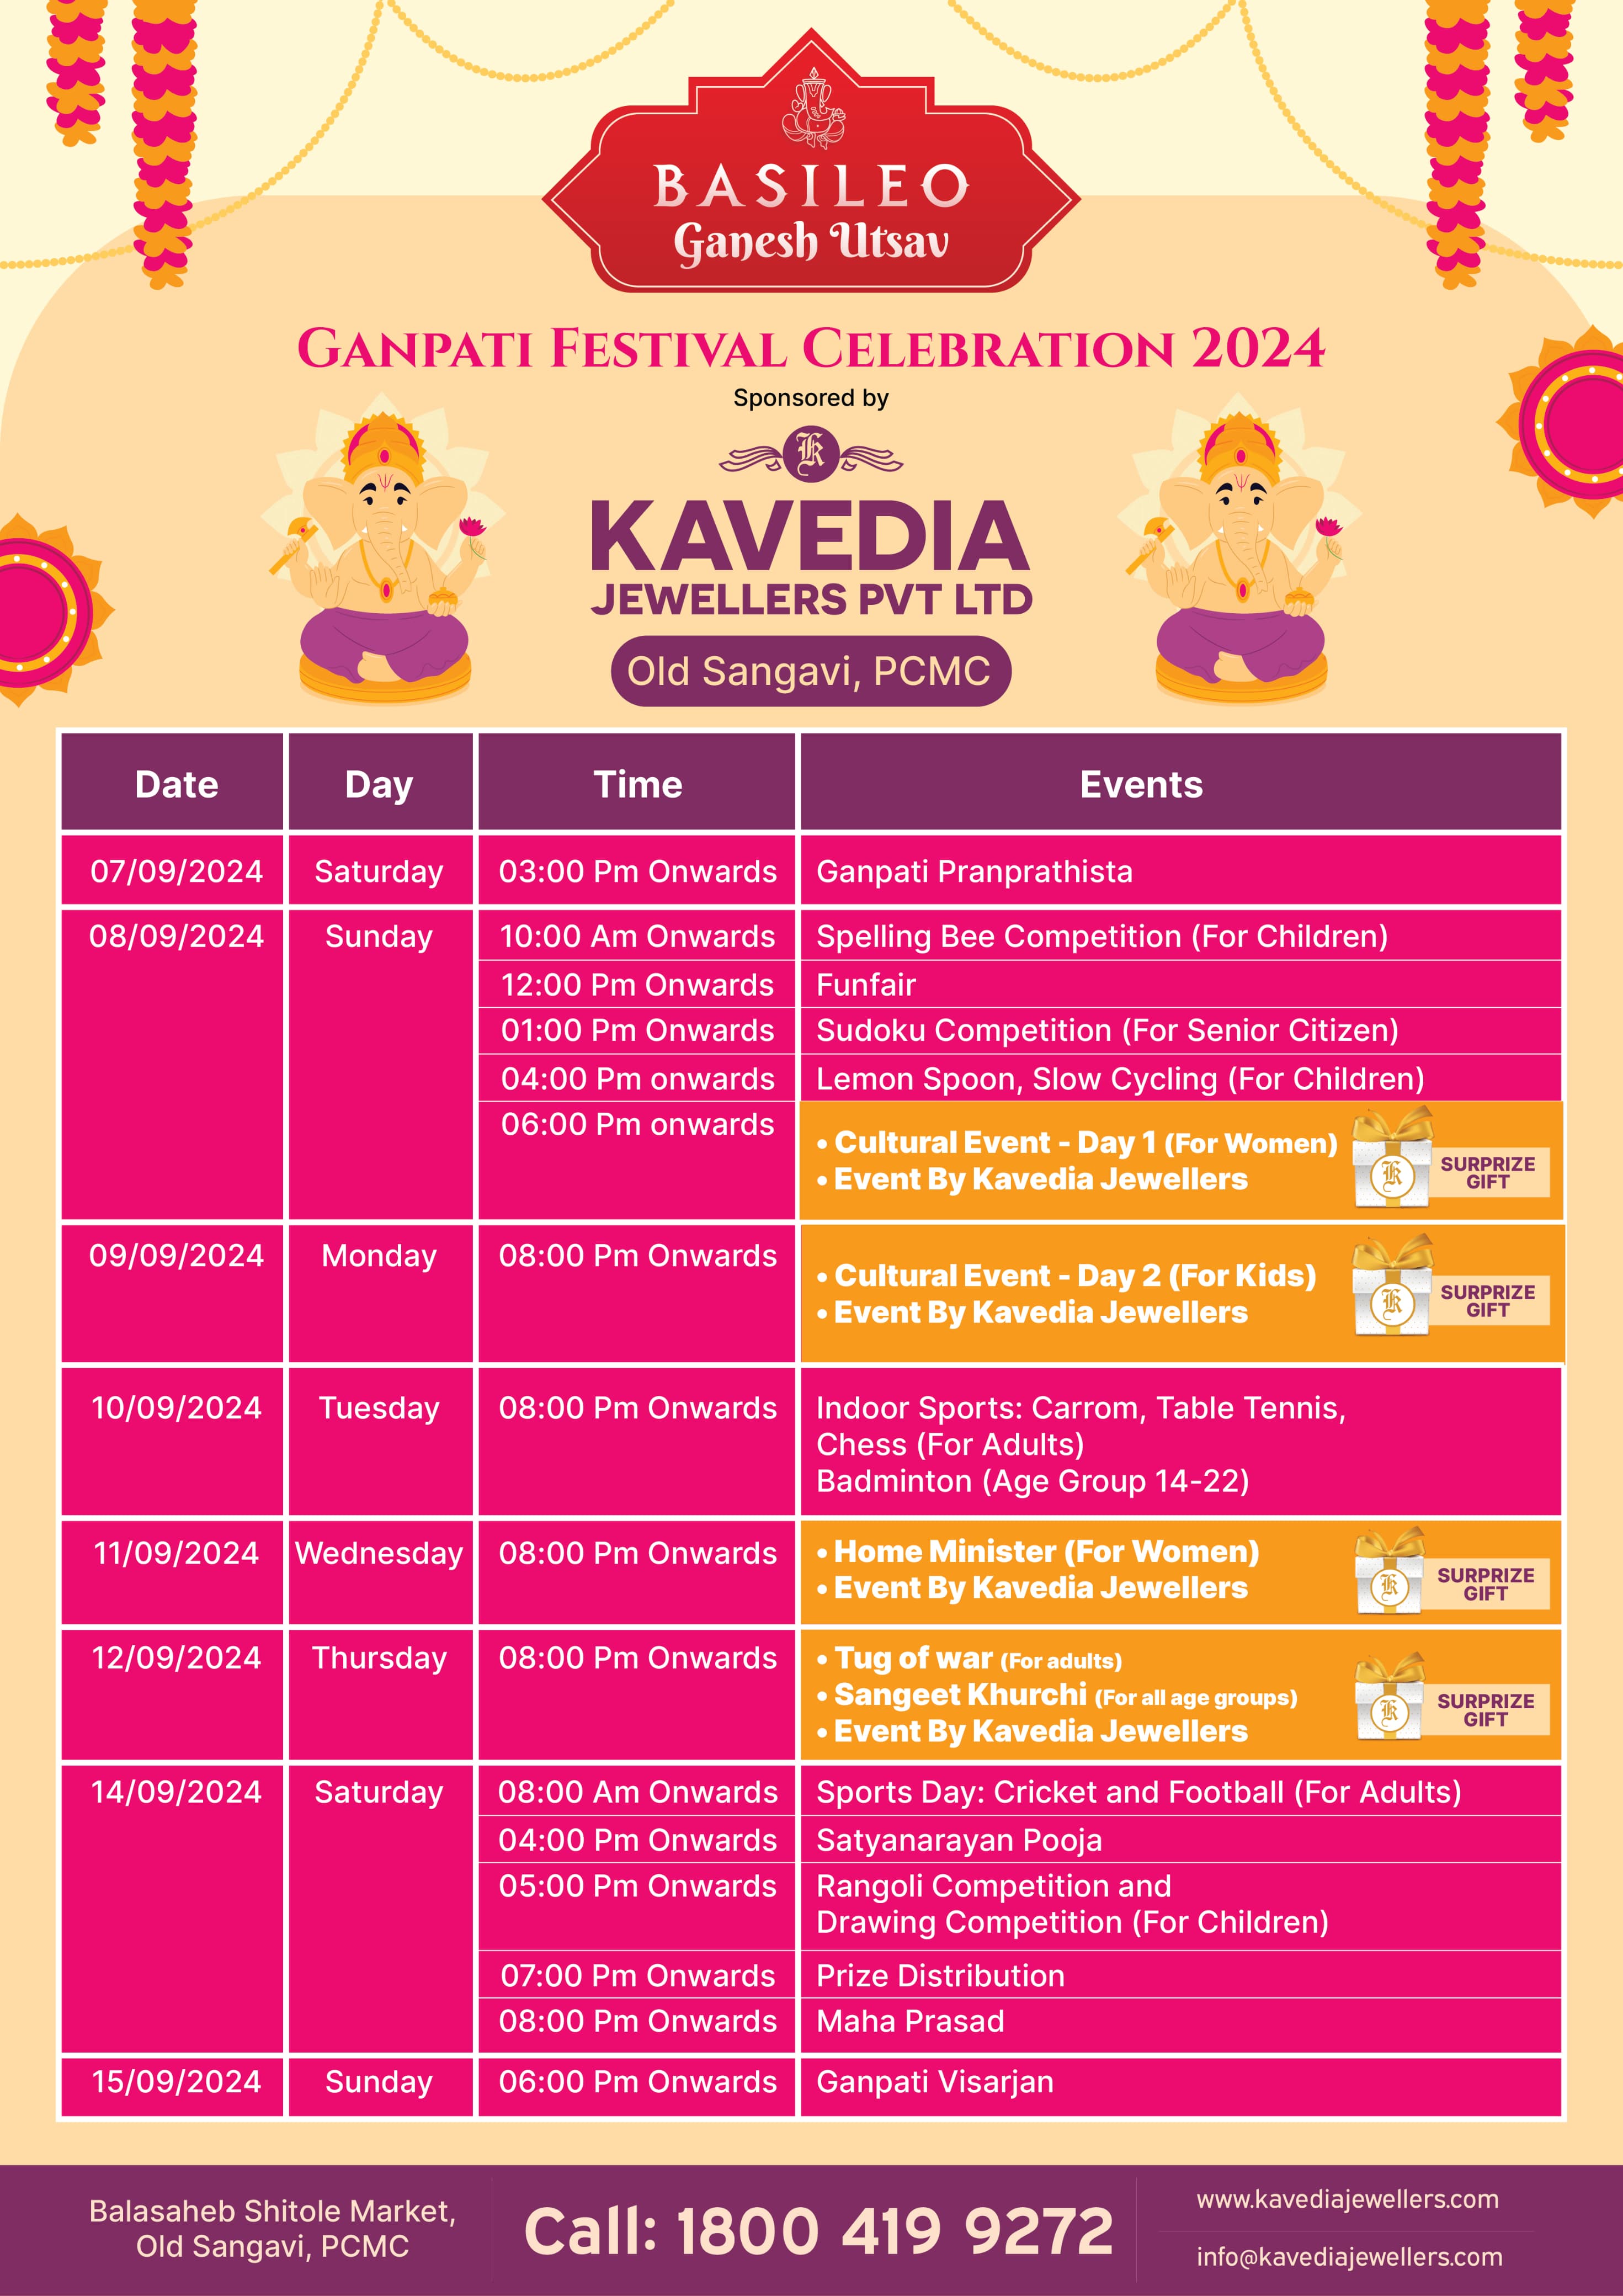 BASILEO
Ganesh Utsav
GANPATI FESTIVAL CELEBRATION 2024
Sponsored by
K
KAVEDIA
JEWELLERS PVT LTD
Old Sangavi, PCMC
Date Day Time Events
07/09/2024 Saturday 03:00 Pm Onwards Ganpati Pranprathista
08/09/2024 Sunday 10:00 Am Onwards Spelling Bee Competition (For Children)
12:00 Pm Onwards Funfair
01:00 Pm Onwards Sudoku Competition (For Senior Citizen)
04:00 Pm onwards Lemon Spoon, Slow Cycling (For Children)
06:00 Pm onwards
• Cultural Event - Day 1 (For Women)
• Event By Kavedia Jewellers
K
SURPRIZE
GIFT
09/09/2024 Monday 08:00 Pm Onwards
• Cultural Event - Day 2 (For Kids)
• Event By Kavedia Jewellers
K
SURPRIZE
GIFT
10/09/2024 Tuesday 08:00 Pm Onwards Indoor Sports: Carrom, Table Tennis,
Chess (For Adults)
Badminton (Age Group 14-22)
11/09/2024 Wednesday 08:00 Pm Onwards • Home Minister (For Women)
• Event By Kavedia Jewellers
K
SURPRIZE
GIFT
12/09/2024 Thursday 08:00 Pm Onwards • Tug of war (For adults)
• Sangeet Khurchi (For all age groups)
• Event By Kavedia Jewellers
K
SURPRIZE
GIFT
14/09/2024 Saturday 08:00 Am Onwards Sports Day: Cricket and Football (For Adults)
04:00 Pm Onwards Satyanarayan Pooja
05:00 Pm Onwards Rangoli Competition and
Drawing Competition (For Children)
07:00 Pm Onwards Prize Distribution
08:00 Pm Onwards Maha Prasad
15/09/2024 Sunday 06:00 Pm Onwards Ganpati Visarjan
Balasaheb Shitole Market,
Old Sangavi, PCMC
Call: 1800 419 9272
www.kavediajewellers.com
info@kavediajewellers.com